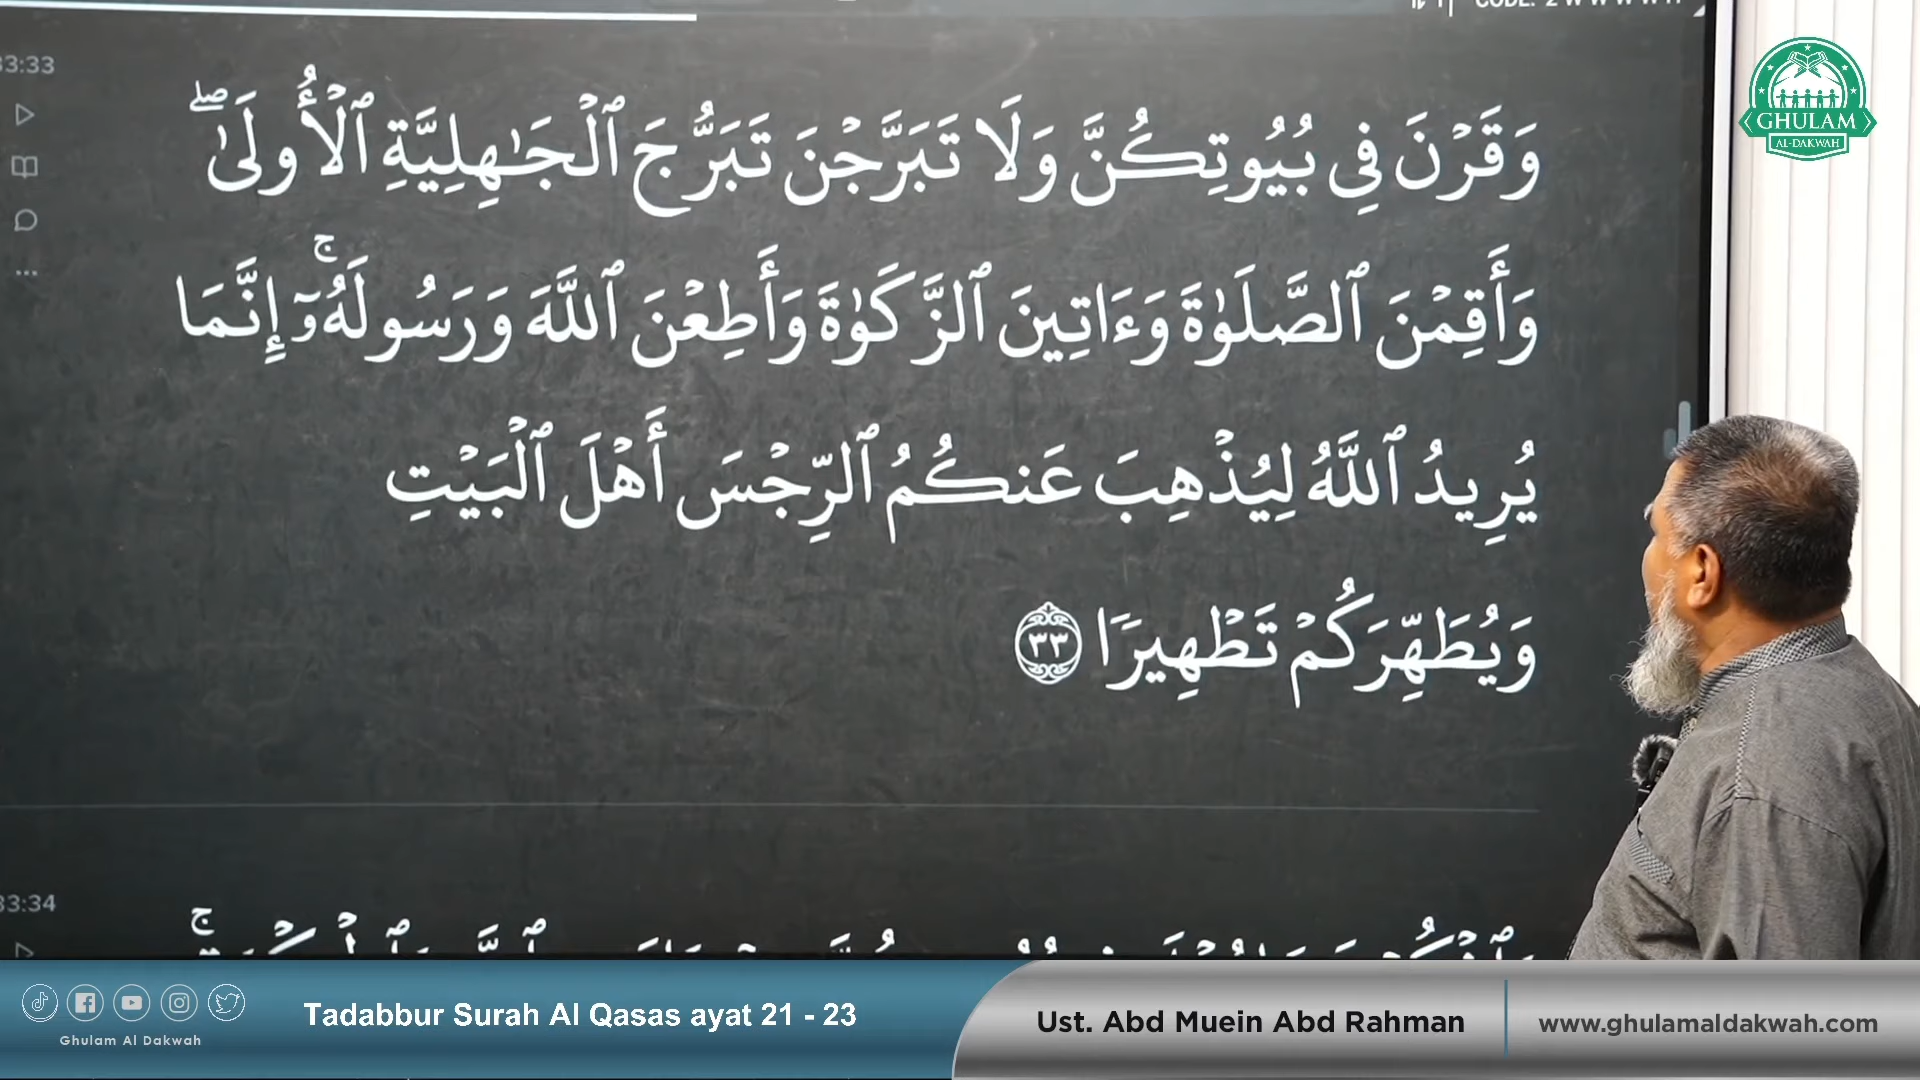 33:33
وَقَرْنَ فِى بُيُوتِكُنَّ وَلَا تَبَرَّجْنَ تَبَرُّجَ ٱلْجَـٰهِلِيَّةِ ٱلْأُولَىٰ ۖ
وَأَقِمْنَ ٱلصَّلَوٰةَ وَءَاتِينَ ٱلزَّكَوٰةَ وَأَطِعْنَ ٱللَّهَ وَرَسُولَهُۥٓ ۚ إِنَّمَا
يُرِيدُ ٱللَّهُ لِيُذْهِبَ عَنكُمُ ٱلرِّجْسَ أَهْلَ ٱلْبَيْتِ
وَيُطَهِّرَكُمْ تَطْهِيرًا ٣٣
33:34
GHULAM
AL-DAKWAH
Ghulam Al Dakwah
Tadabbur Surah Al Qasas ayat 21 - 23
Ust. Abd Muein Abd Rahman
www.ghulamaldakwah.com